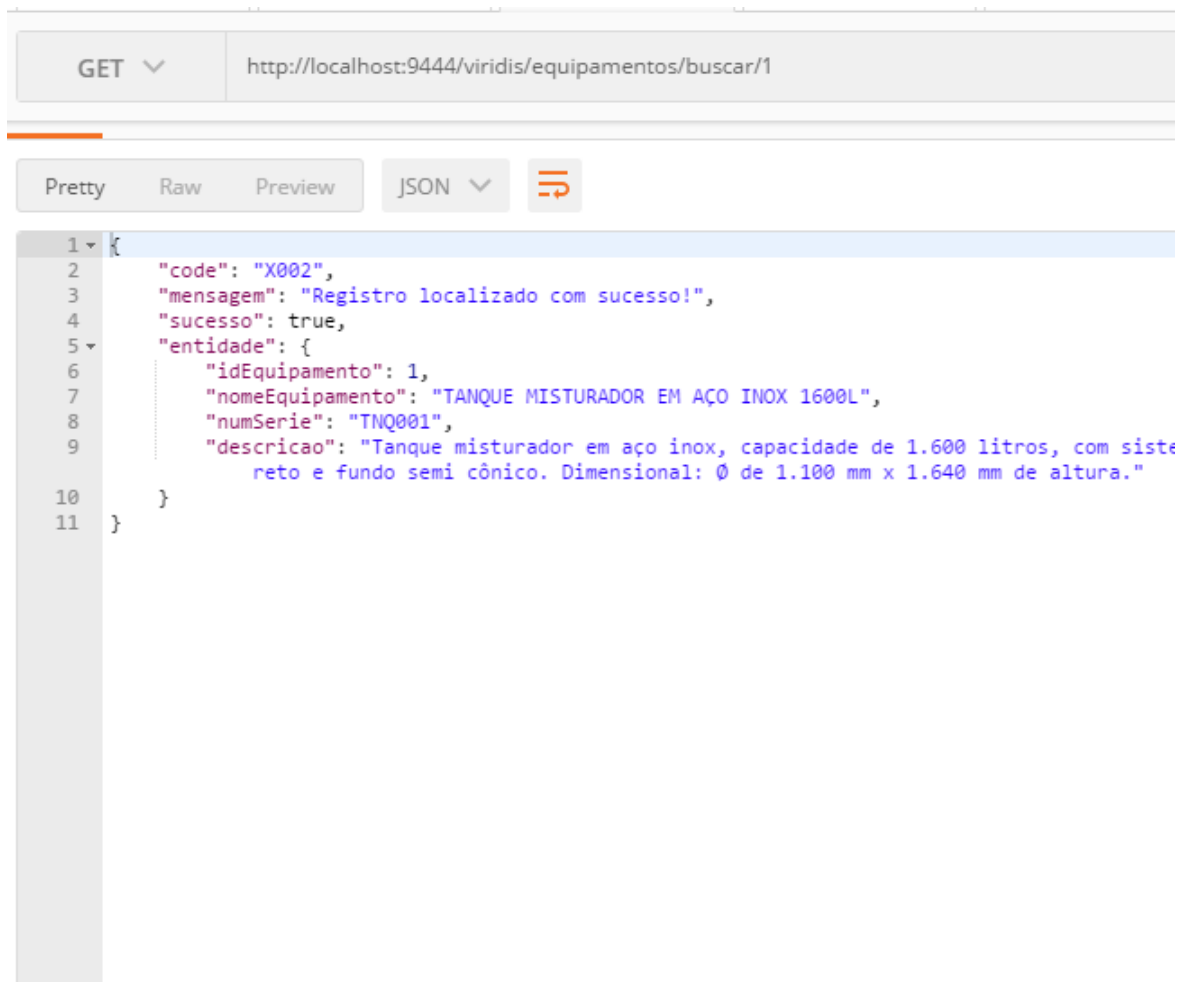 GET http://localhost:9444/viridis/equipamentos/buscar/1
Pretty Raw Preview JSON
1 {
2 "code": "X002",
3 "mensagem": "Registro localizado com sucesso!",
4 "sucesso": true,
5 "entidade": {
6 "idEquipamento": 1,
7 "nomeEquipamento": "TANQUE MISTURADOR EM AÇO INOX 1600L",
8 "numSerie": "TNQ001",
9 "descricao": "Tanque misturador em aço inox, capacidade de 1.600 litros, com siste
reto e fundo semi cônico. Dimensional: Ø de 1.100 mm x 1.640 mm de altura."
10 }
11 }